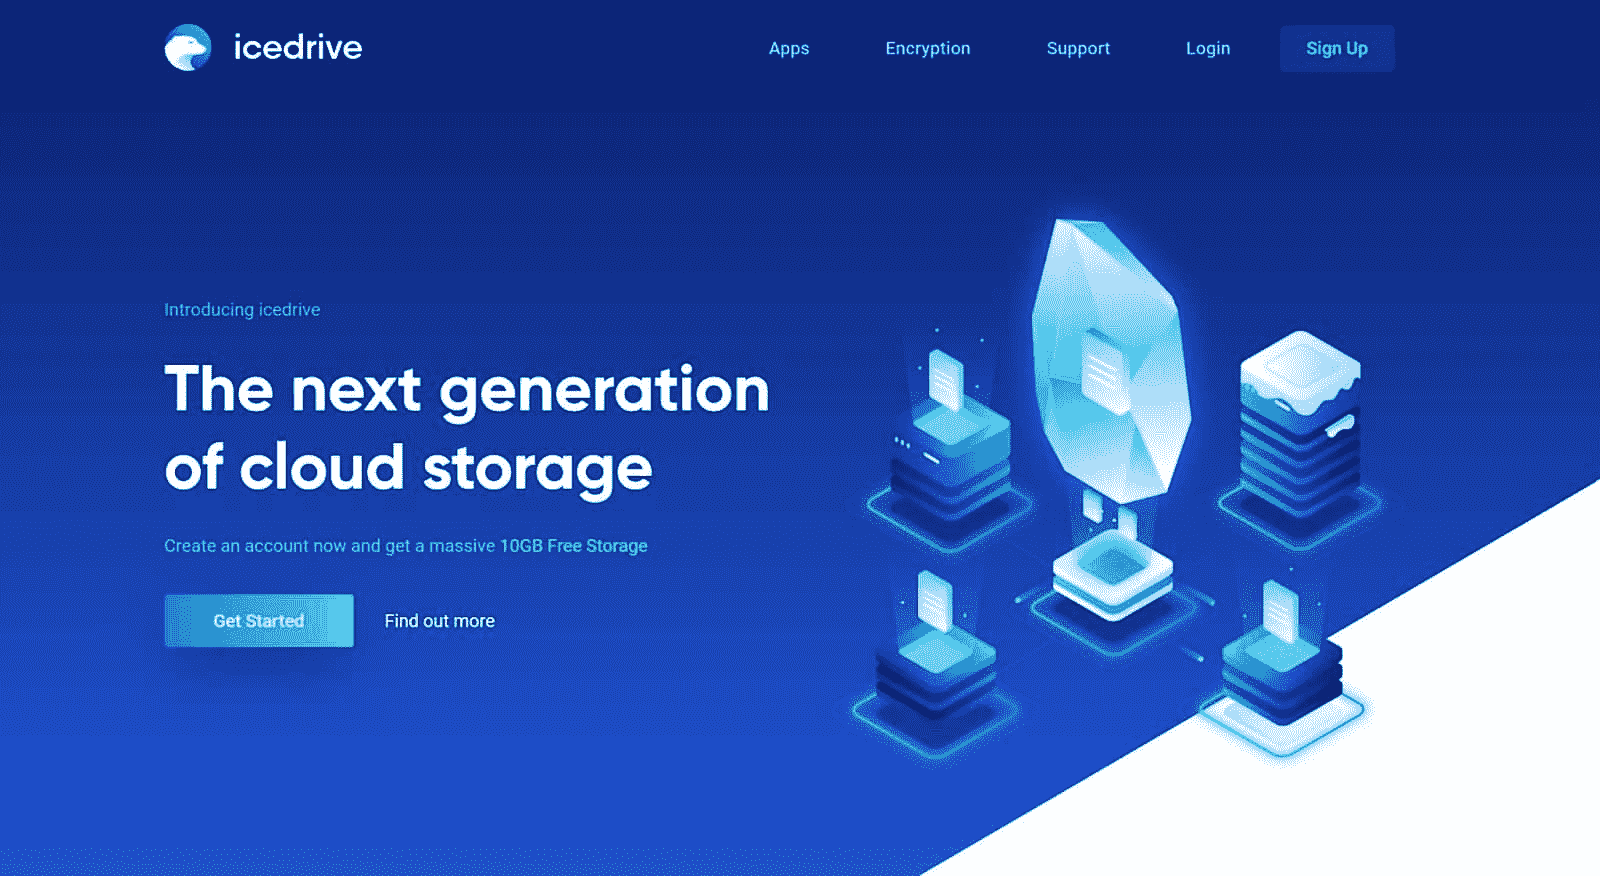 icedrive
Apps
Encryption
Support
Login
Sign Up
Introducing icedrive
The next generation
of cloud storage
Create an account now and get a massive 10GB Free Storage
Get Started
Find out more